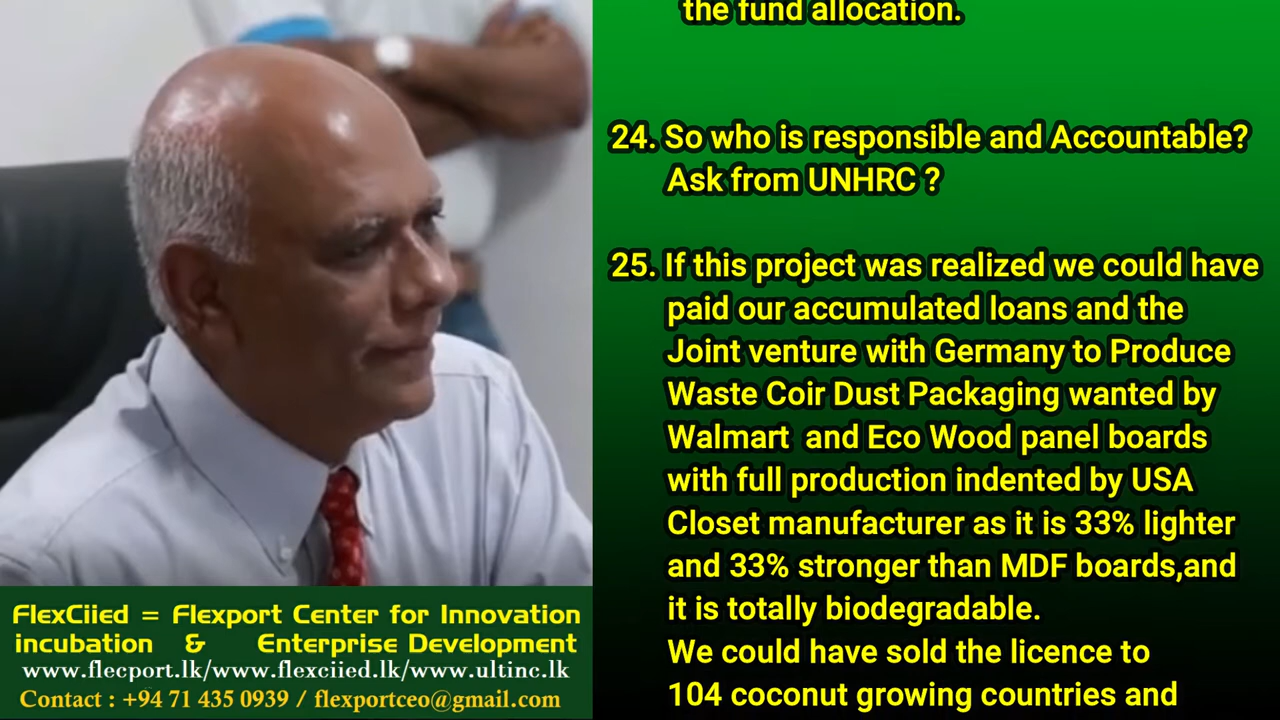 the fund allocation.
24. So who is responsible and Accountable?
Ask from UNHRC ?
25. If this project was realized we could have
paid our accumulated loans and the
Joint venture with Germany to Produce
Waste Coir Dust Packaging wanted by
Walmart and Eco Wood panel boards
with full production indented by USA
Closet manufacturer as it is 33% lighter
and 33% stronger than MDF boards,and
it is totally biodegradable.
We could have sold the licence to
104 coconut growing countries and
FlexCiied = Flexport Center for Innovation
incubation & Enterprise Development
www.flecport.lk/www.flexciied.lk/www.ultinc.lk
Contact : +94 71 435 0939 / flexportceo@gmail.com